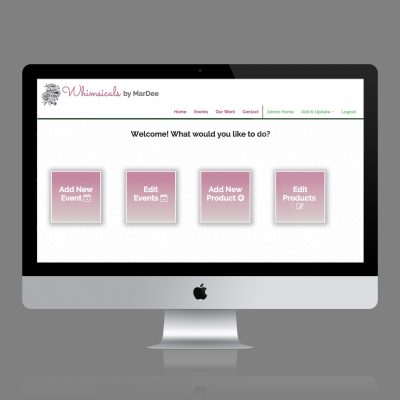 Whimsicals by MarDee
Home Events Our Work Contact Admin Home Add & Update Logout
Welcome! What would you like to do?
Add New
Event
Edit
Events
Add New
Product
Edit
Products